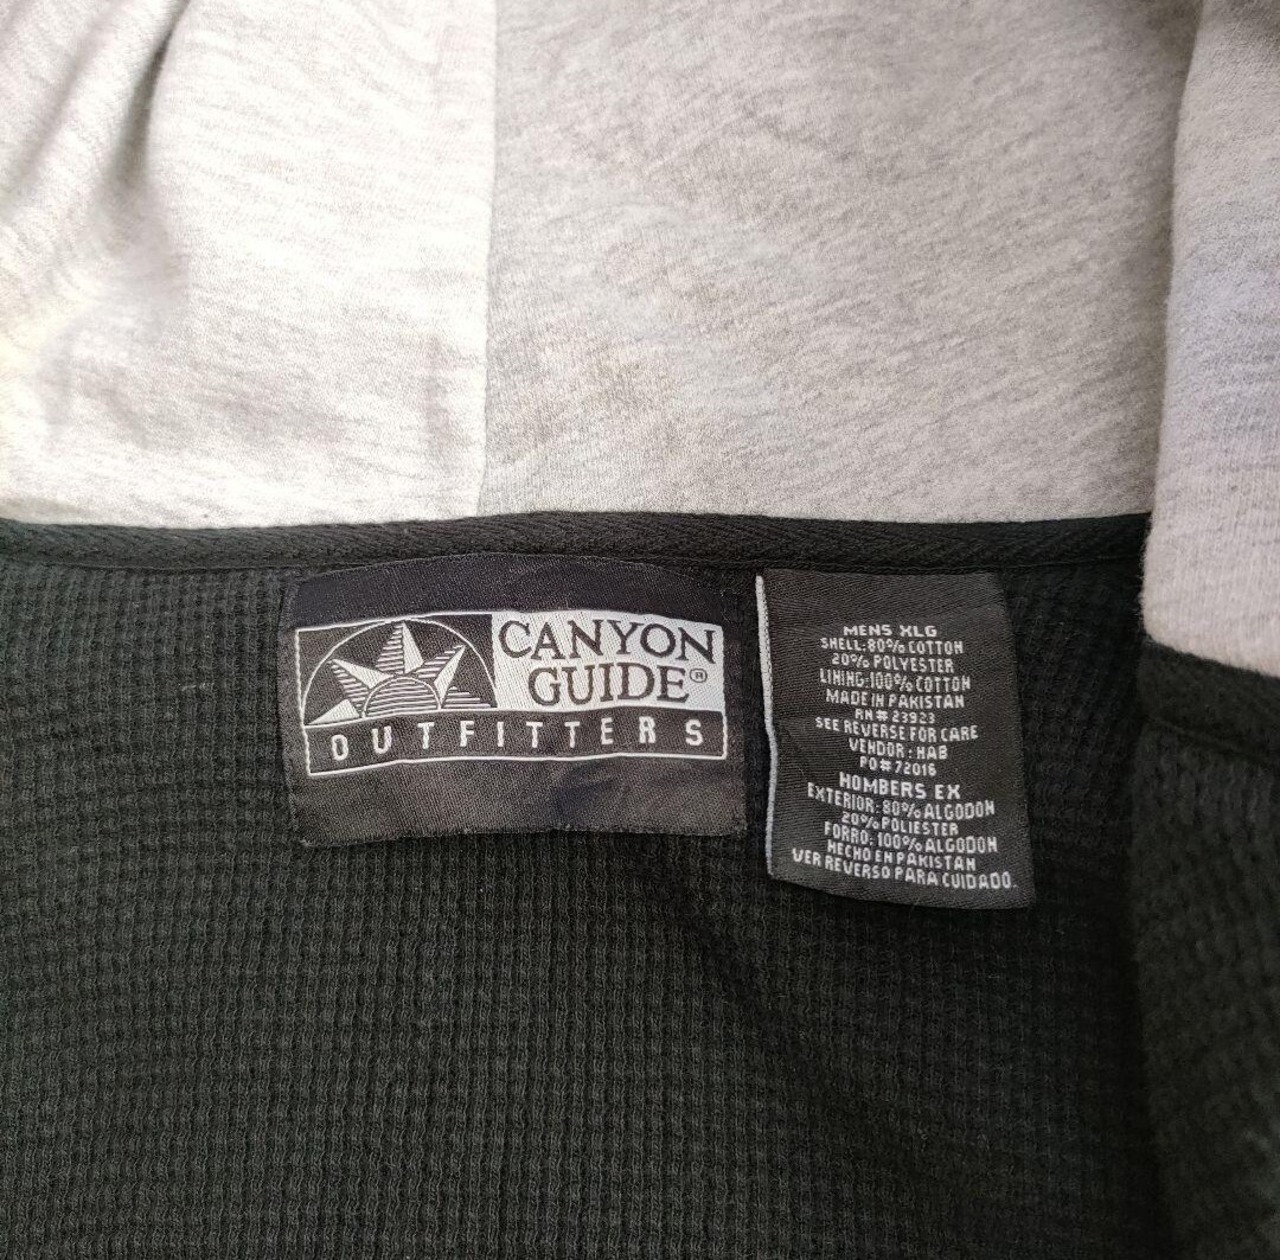 CANYON
GUIDE®
OUTFITTERS
MENS XLG
SHELL: 80% COTTON
20% POLYESTER
LINING: 100% COTTON
MADE IN PAKISTAN
RN# 23923
SEE REVERSE FOR CARE
VENDOR: HAB
PO# 72016
HOMBERS EX
EXTERIOR: 80% ALGODON
20% POLIESTER
FORRO: 100% ALGODON
HECHO EN PAKISTAN
VER REVERSO PARA CUIDADO.